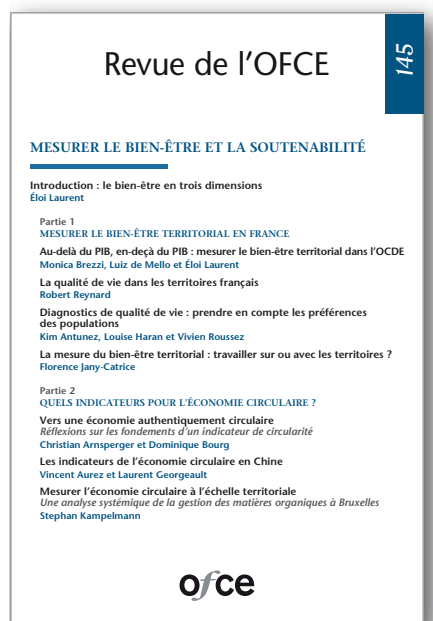 145
Revue de l’OFCE
MESURER LE BIEN-ÊTRE ET LA SOUTENABILITÉ
Introduction : le bien-être en trois dimensions
Éloi Laurent
Partie 1
MESURER LE BIEN-ÊTRE TERRITORIAL EN FRANCE
Au-delà du PIB, en-deçà du PIB : mesurer le bien-être territorial dans l’OCDE
Monica Brezzi, Luiz de Mello et Éloi Laurent
La qualité de vie dans les territoires français
Robert Reynard
Diagnostics de qualité de vie : prendre en compte les préférences
des populations
Kim Antunez, Louise Haran et Vivien Roussez
La mesure du bien-être territorial : travailler sur ou avec les territoires ?
Florence Jany-Catrice
Partie 2
QUELS INDICATEURS POUR L'ÉCONOMIE CIRCULAIRE ?
Vers une économie authentiquement circulaire
Réflexions sur les fondements d’un indicateur de circularité
Christian Arnsperger et Dominique Bourg
Les indicateurs de l’économie circulaire en Chine
Vincent Aurez et Laurent Georgeault
Mesurer l’économie circulaire à l’échelle territoriale
Une analyse systémique de la gestion des matières organiques à Bruxelles
Stephan Kampelmann
ofce